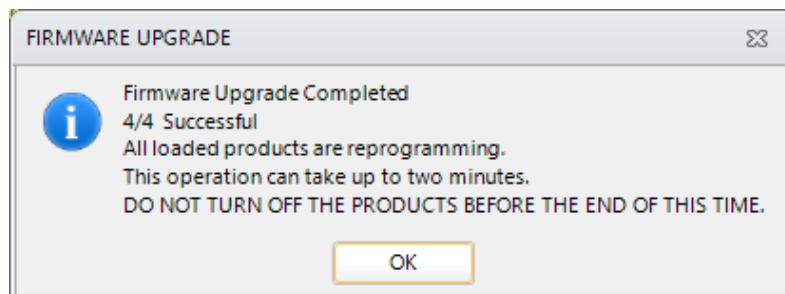 FIRMWARE UPGRADE
Firmware Upgrade Completed
4/4 Successful
All loaded products are reprogramming.
This operation can take up to two minutes.
DO NOT TURN OFF THE PRODUCTS BEFORE THE END OF THIS TIME.
OK